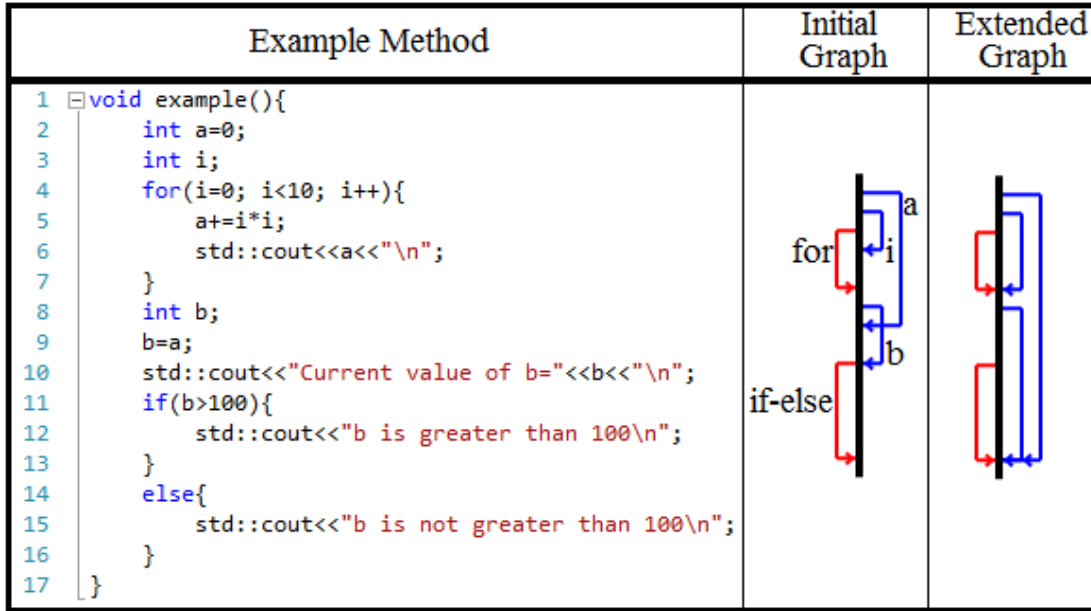 Example Method
Initial
Graph
Extended
Graph
1 void example(){
2 int a=0;
3 int i;
4 for(i=0; i<10; i++){
5 a+=i*i;
6 std::cout<<a<<"\n";
7 }
8 int b;
9 b=a;
10 std::cout<<"Current value of b="<<b<<"\n";
11 if(b>100){
12 std::cout<<"b is greater than 100\n";
13 }
14 else{
15 std::cout<<"b is not greater than 100\n";
16 }
17 }
a
for
i
b
if-else